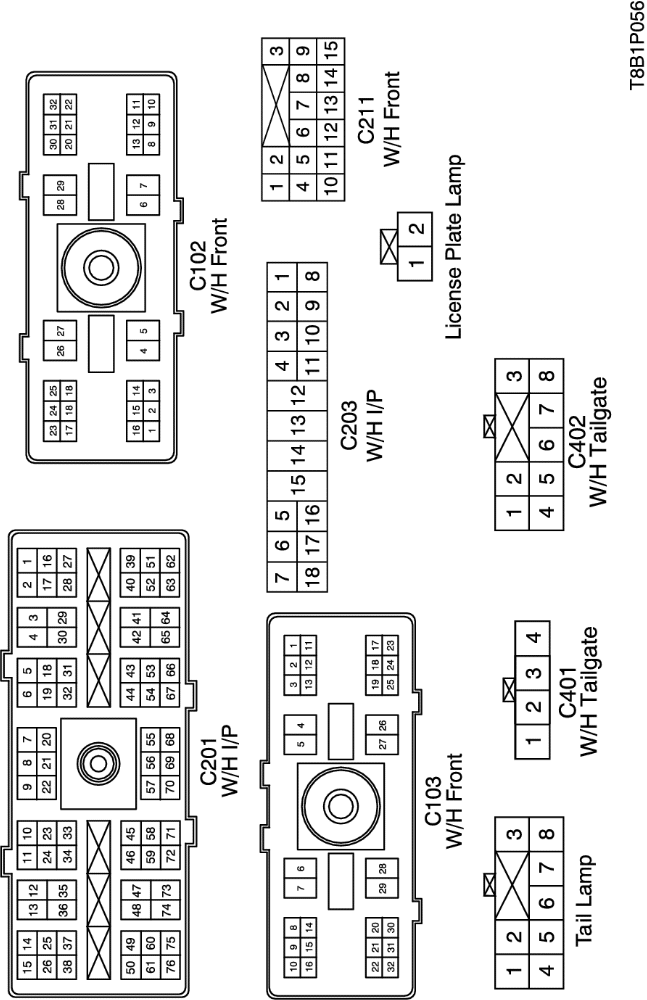 15 14 13 12 11 10 9 8 7 6 5 4 3 2 1
26 25 24 23 22 21 20 19 18 17 16
38 37 36 35 34 33 32 31 30 29 28 27
50 49 48 47 46 45 57 56 55 44 43 42 41 40 39
61 60 59 58 54 53 52 51
76 75 74 73 72 71 70 69 68 67 66 65 64 63 62
C201
W/H I/P
23 24 25 26 27 28 29 30 31 32
17 18 18 20 21 22
16 15 14 4 5 6 7 13 12 11
1 2 3 8 9 10
C102
W/H Front
10 9 8 7 6 5 4 3 2 1
16 15 14 13 12 11
22 21 20 29 28 27 26 19 18 17
32 31 30 25 24 23
C103
W/H Front
7 6 5 15 14 13 12 4 3 2 1
18 17 16 11 10 9 8
C203
W/H I/P
1 2 3
4 5 6 7 8 9
10 11 12 13 14 15
C211
W/H Front
1 2
License Plate Lamp
1 2 3
4 5 6 7 8
Tail Lamp
1 2 3 4
C401
W/H Tailgate
1 2 3
4 5 6 7 8
C402
W/H Tailgate
T8B1P056